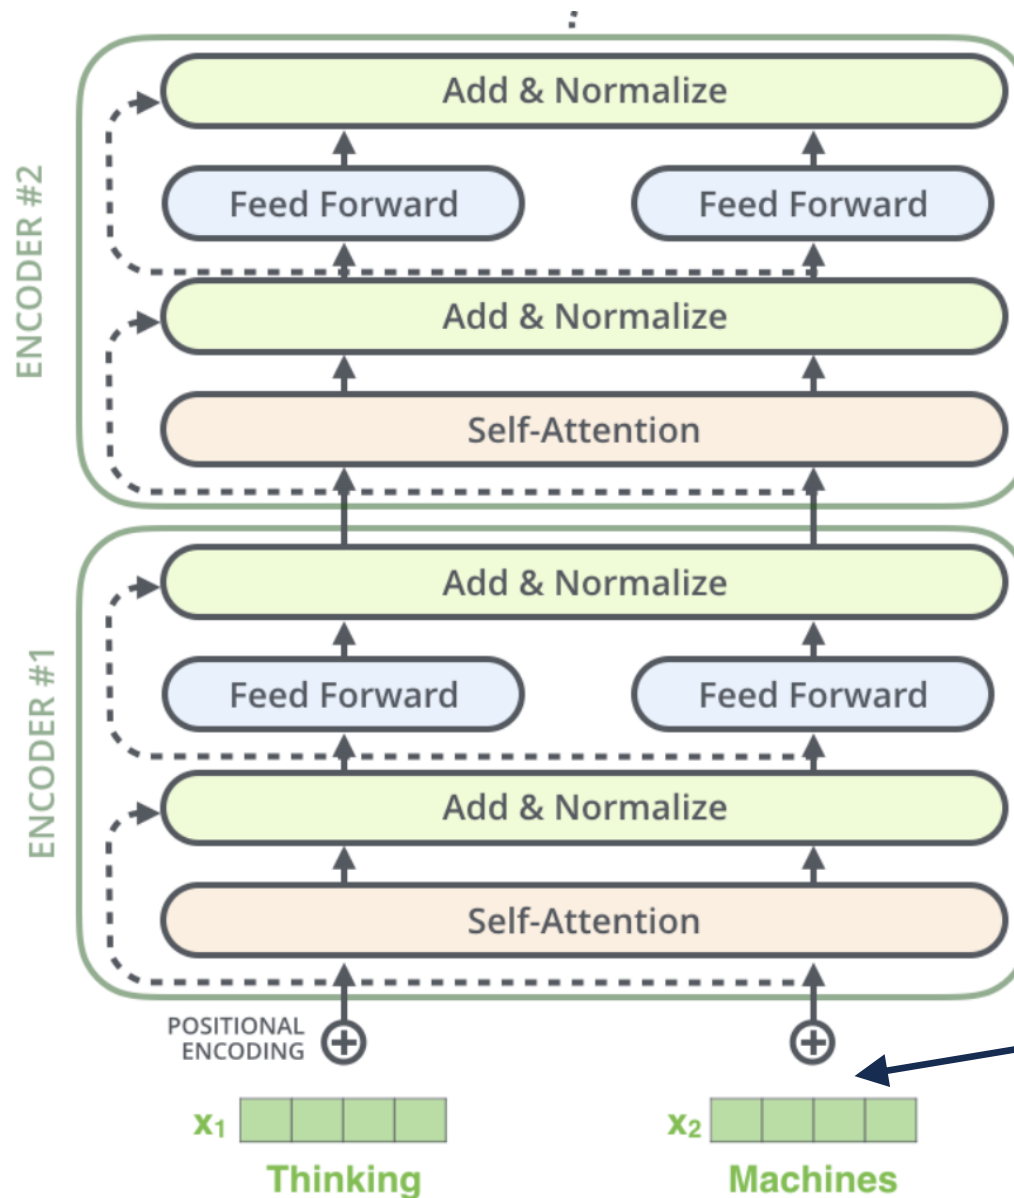 ENCODER #2
Add & Normalize
Feed Forward Feed Forward
Add & Normalize
Self-Attention
ENCODER #1
Add & Normalize
Feed Forward Feed Forward
Add & Normalize
Self-Attention
POSITIONAL
ENCODING
x₁ x₂
Thinking Machines